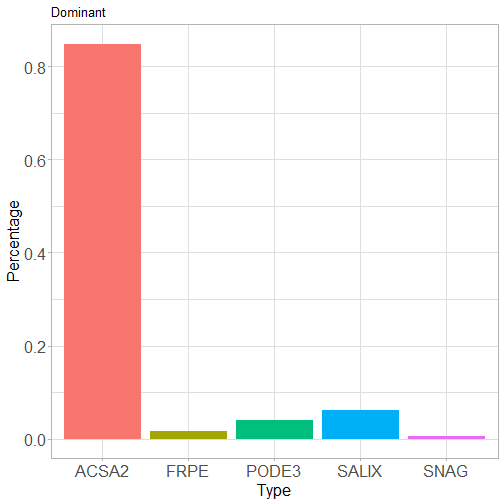 Dominant
Percentage
0.8
0.6
0.4
0.2
0.0
ACSA2 FRPE PODE3 SALIX SNAG
Type